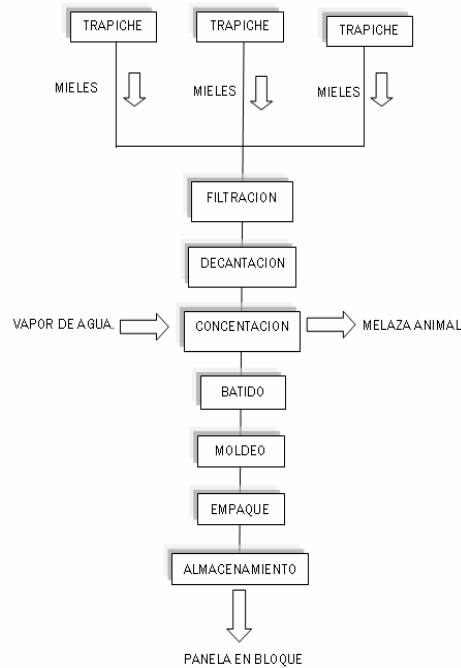 TRAPICHE
TRAPICHE
TRAPICHE
MIELES
MIELES
MIELES
FILTRACION
DECANTACION
VAPOR DE AGUA.
CONCENTACION
MELAZA ANIMAL
BATIDO
MOLDEO
EMPAQUE
ALMACENAMIENTO
PANELA EN BLOQUE